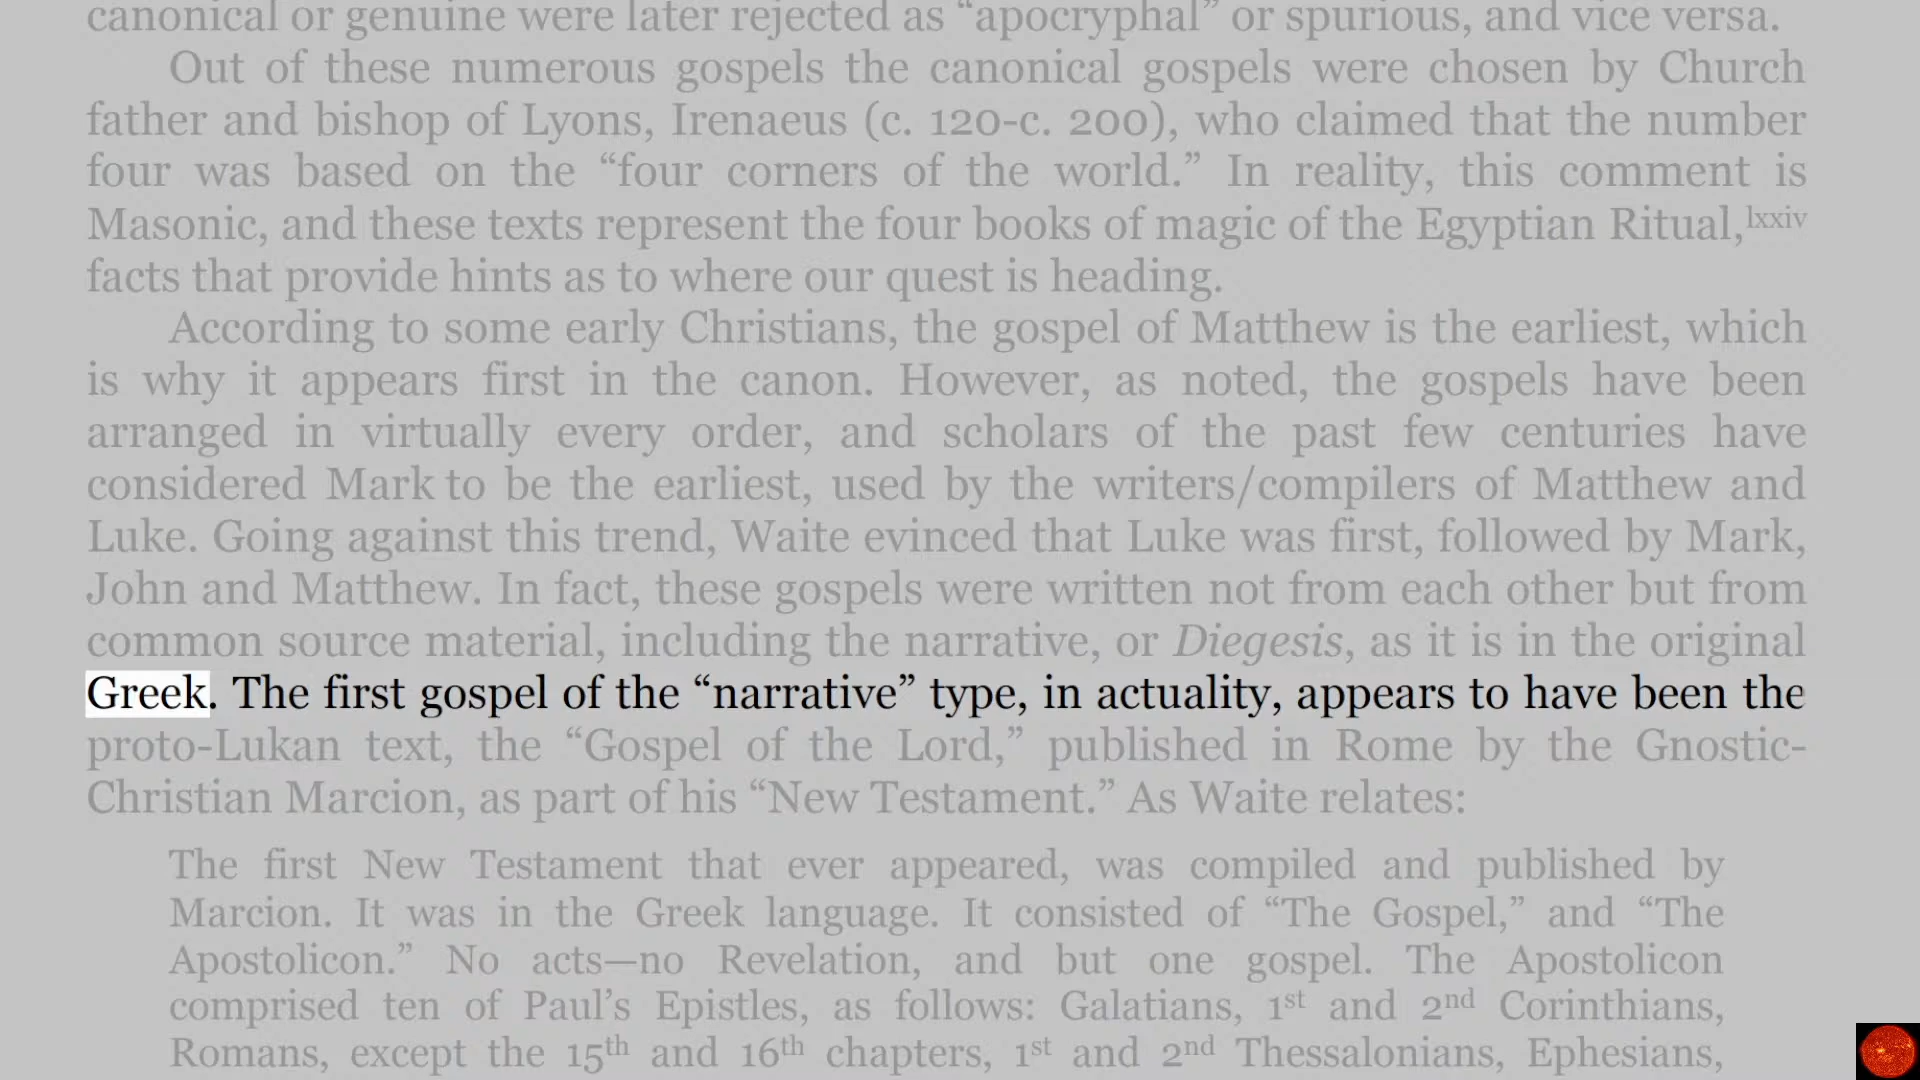 canonical or genuine were later rejected as “apocryphal” or spurious, and vice versa.
Out of these numerous gospels the canonical gospels were chosen by Church
father and bishop of Lyons, Irenaeus (c. 120-c. 200), who claimed that the number
four was based on the “four corners of the world.” In reality, this comment is
Masonic, and these texts represent the four books of magic of the Egyptian Ritual,lxxiv
facts that provide hints as to where our quest is heading.
According to some early Christians, the gospel of Matthew is the earliest, which
is why it appears first in the canon. However, as noted, the gospels have been
arranged in virtually every order, and scholars of the past few centuries have
considered Mark to be the earliest, used by the writers/compilers of Matthew and
Luke. Going against this trend, Waite evinced that Luke was first, followed by Mark,
John and Matthew. In fact, these gospels were written not from each other but from
common source material, including the narrative, or Diegesis, as it is in the original
Greek. The first gospel of the “narrative” type, in actuality, appears to have been the
proto-Lukan text, the “Gospel of the Lord,” published in Rome by the Gnostic-
Christian Marcion, as part of his “New Testament.” As Waite relates:
The first New Testament that ever appeared, was compiled and published by
Marcion. It was in the Greek language. It consisted of “The Gospel,” and “The
Apostolicon.” No acts—no Revelation, and but one gospel. The Apostolicon
comprised ten of Paul’s Epistles, as follows: Galatians, 1st and 2nd Corinthians,
Romans, except the 15th and 16th chapters, 1st and 2nd Thessalonians, Ephesians,